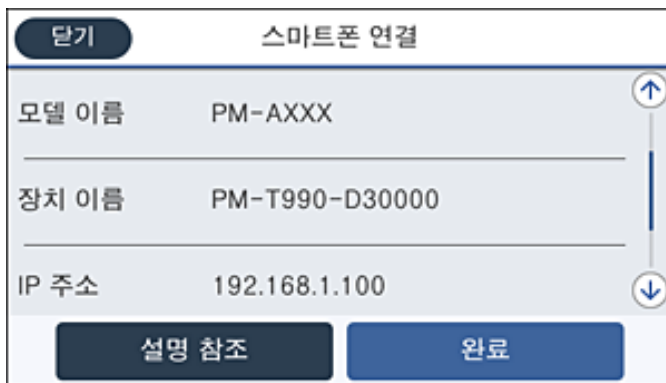 닫기 스마트폰 연결
모델 이름 PM-AXXX
장치 이름 PM-T990-D30000
IP 주소 192.168.1.100
설명 참조 완료